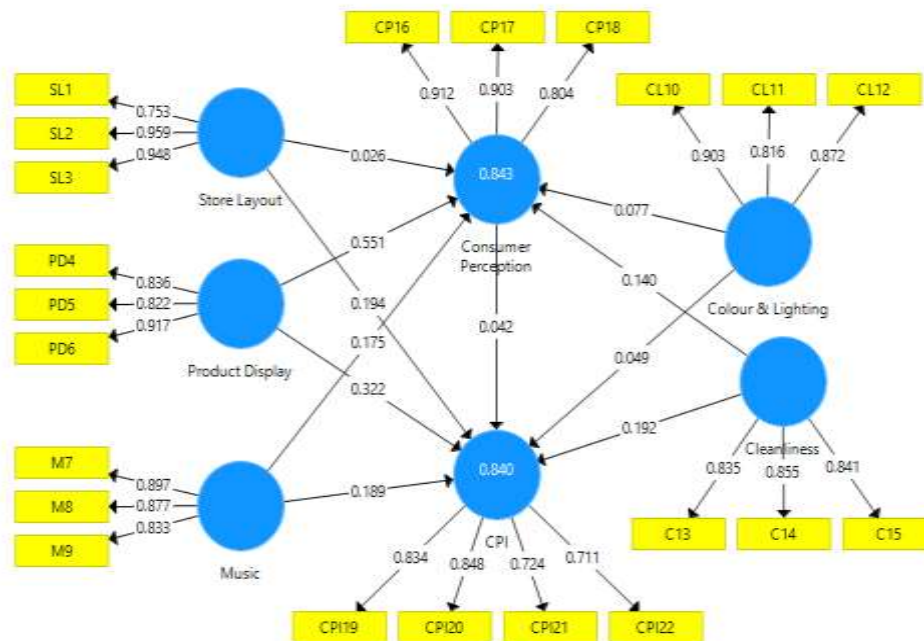 CP16 CP17 CP18
SL1 CL10 CL11 CL12
0.753
0.912 0.903 0.804
SL2 0.959
0.903 0.816 0.872
SL3 0.948
0.026
0.843
Store Layout
0.077
Consumer
Perception
0.551
PD4 0.836
0.140
PD5 0.822
0.194
Colour & Lighting
PD6 0.917
0.042
0.175
0.049
Product Display
0.322
0.192
Cleanliness
M7 0.897
0.835 0.855 0.841
0.840
M8 0.877
0.189
M9 0.833
C13 C14 C15
CPI
Music
0.834 0.848 0.724 0.711
CPI19 CPI20 CPI21 CPI22